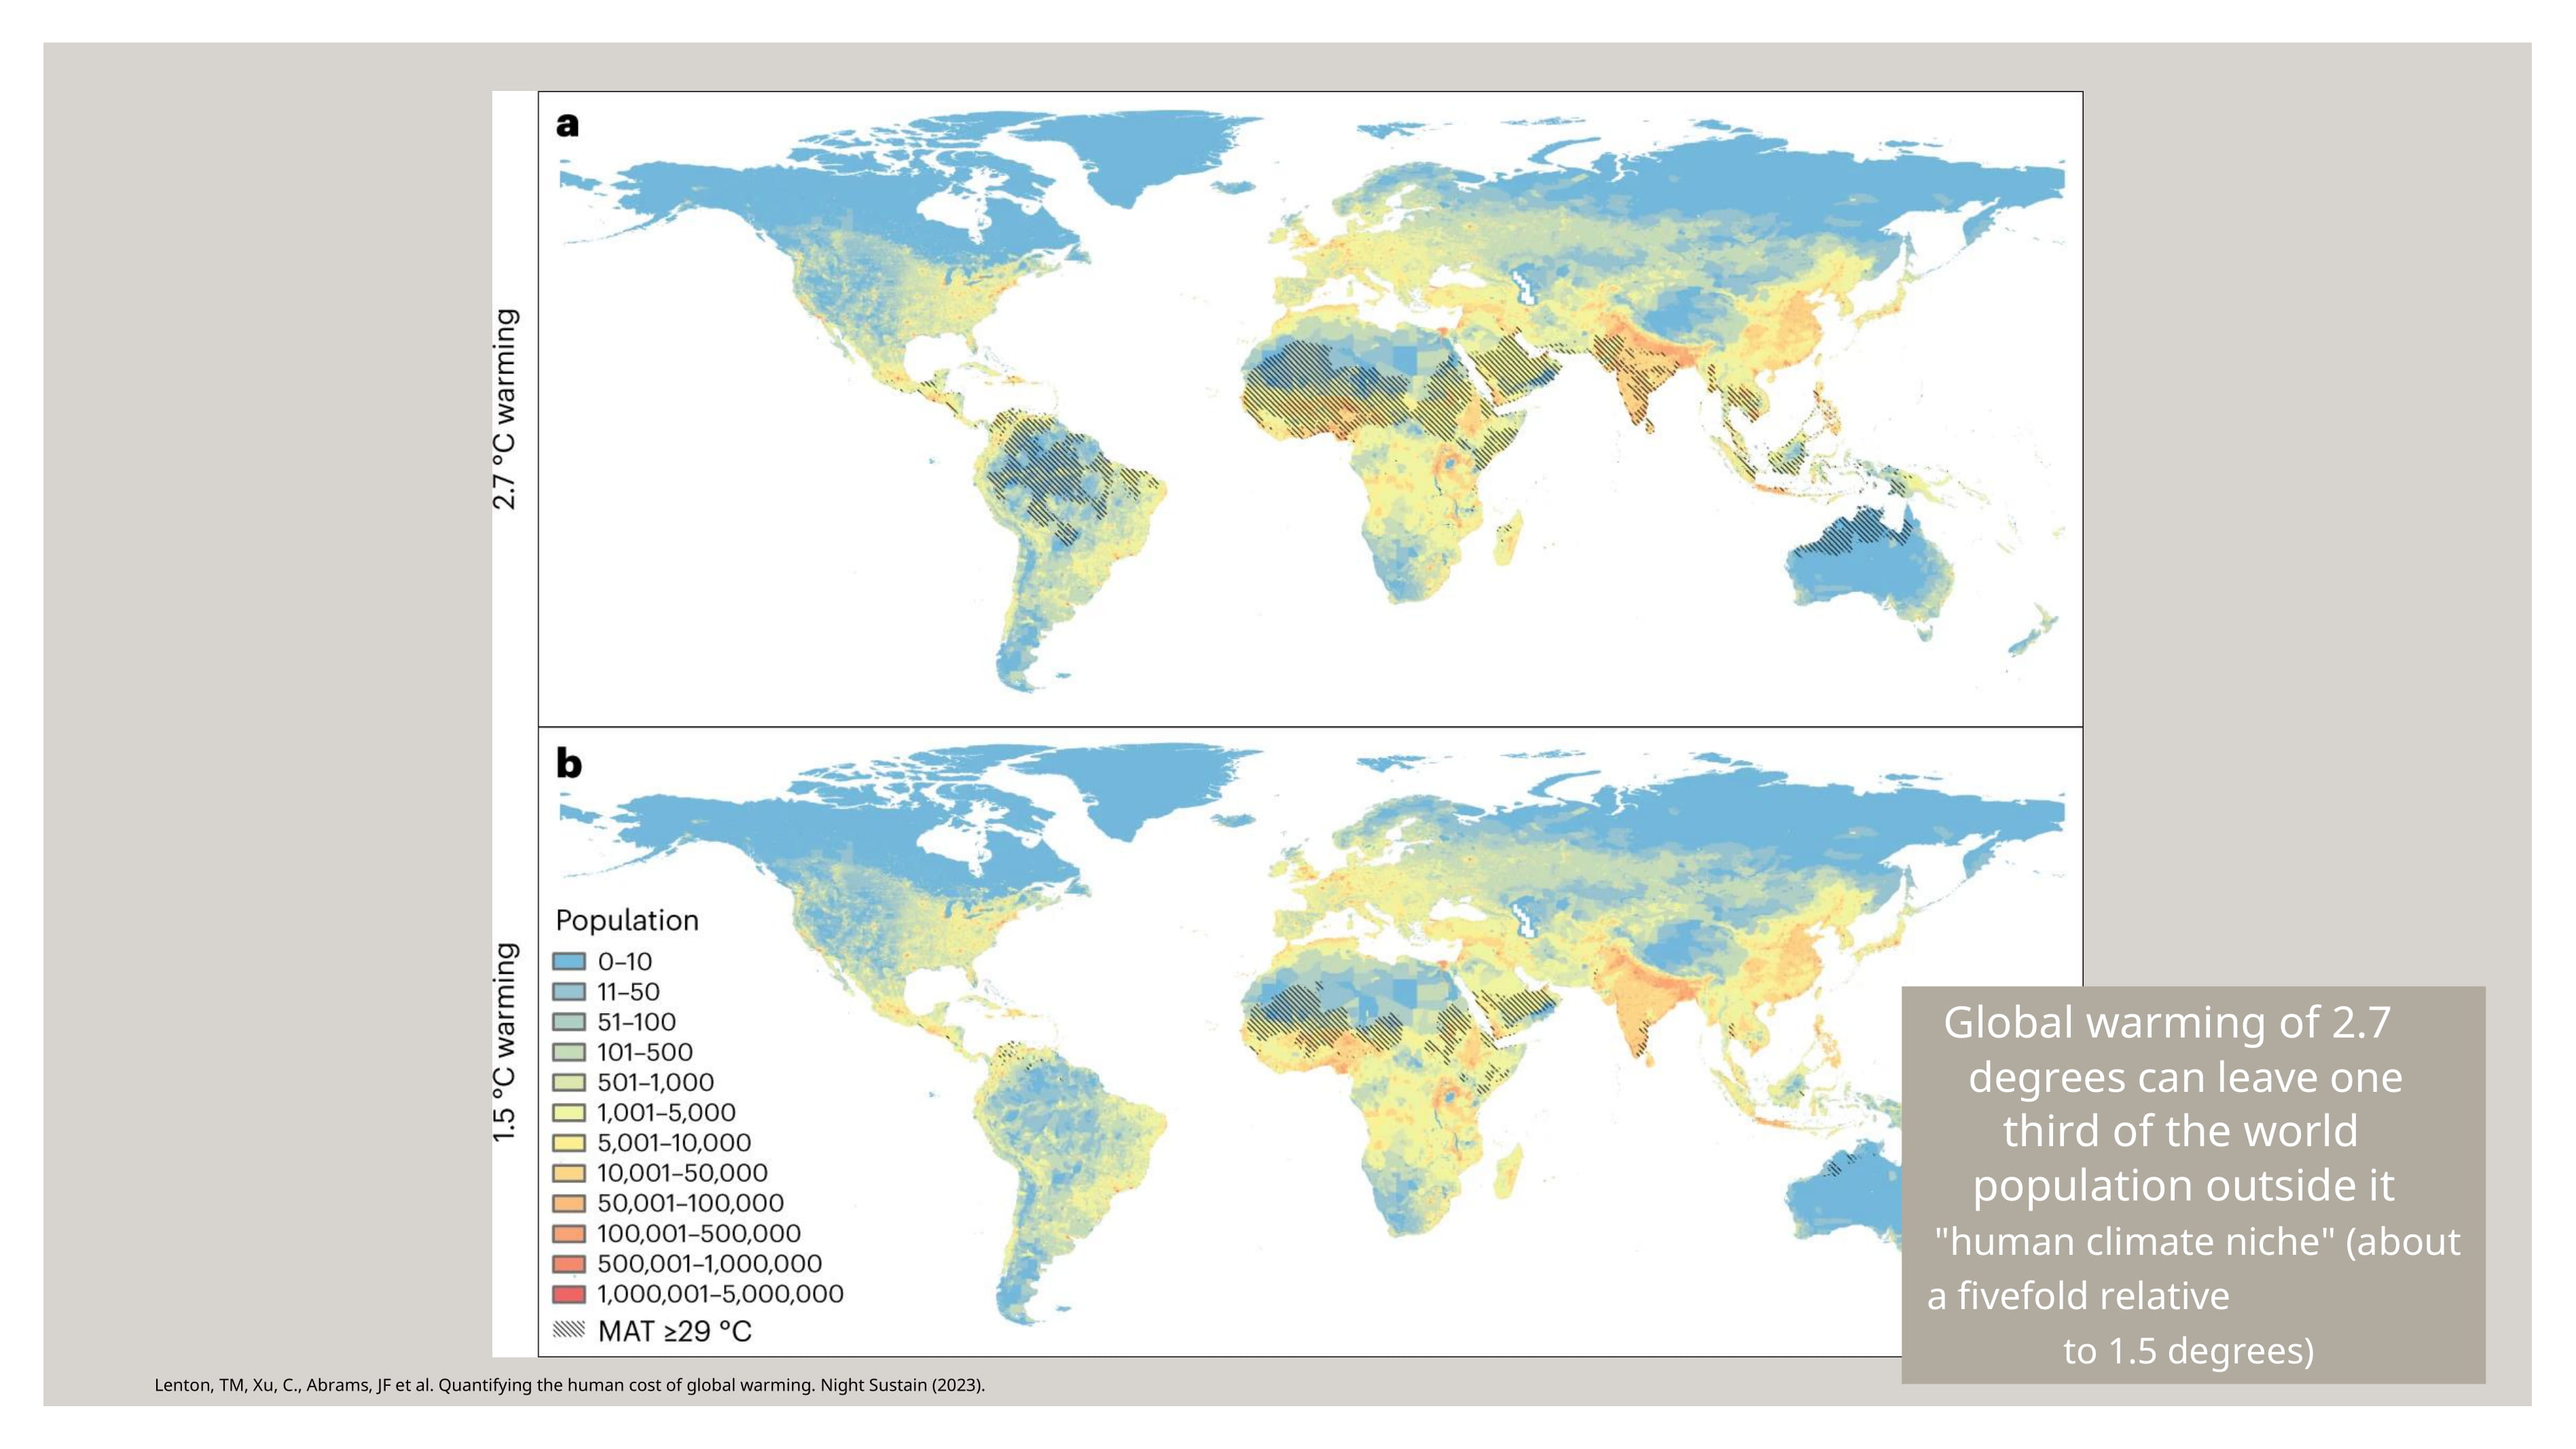 a
2.7 °C warming
b
1.5 °C warming
Population
0–10
11–50
51–100
101–500
501–1,000
1,001–5,000
5,001–10,000
10,001–50,000
50,001–100,000
100,001–500,000
500,001–1,000,000
1,000,001–5,000,000
MAT ≥29 °C
Global warming of 2.7
degrees can leave one
third of the world
population outside it
"human climate niche" (about
a fivefold relative
to 1.5 degrees)
Lenton, TM, Xu, C., Abrams, JF et al. Quantifying the human cost of global warming. Night Sustain (2023).